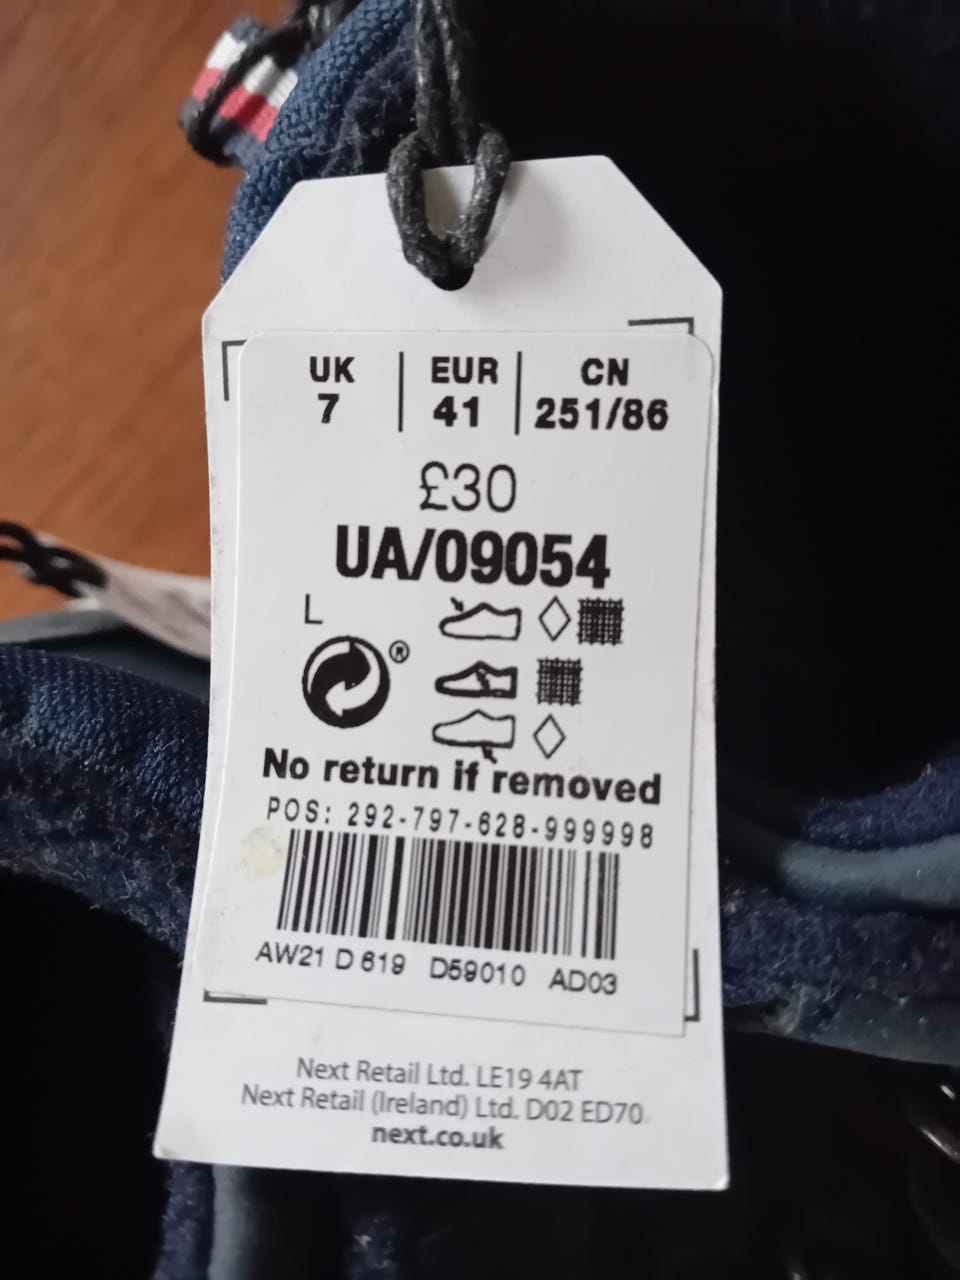 UK | EUR | CN
7 | 41 | 251/86
£30
UA/09054
L
®
No return if removed
POS: 292-797-628-999998
AW21 D 619 D59010 AD03
Next Retail Ltd. LE19 4AT
Next Retail (Ireland) Ltd. D02 ED70
next.co.uk